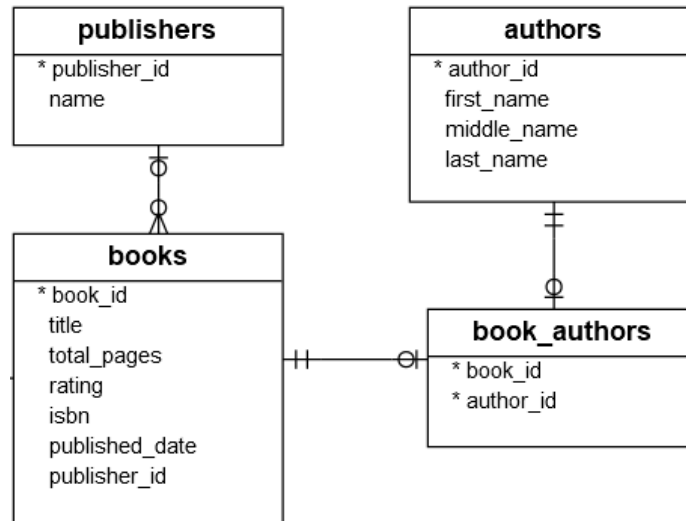 publishers
* publisher_id
name
authors
* author_id
first_name
middle_name
last_name
books
* book_id
title
total_pages
rating
isbn
published_date
publisher_id
book_authors
* book_id
* author_id